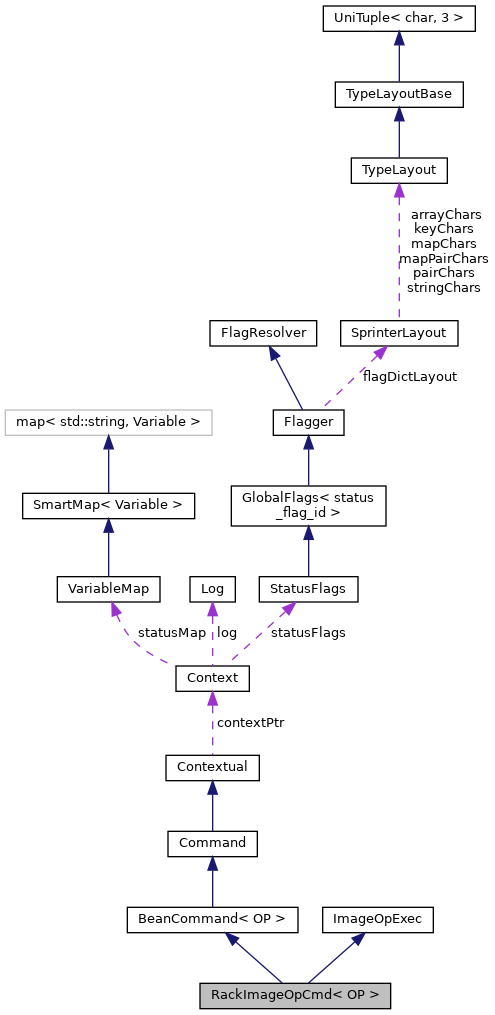 UniTuple< char, 3 >
TypeLayoutBase
TypeLayout
arrayChars
keyChars
mapChars
mapPairChars
pairChars
stringChars
FlagResolver
SprinterLayout
flagDictLayout
map< std::string, Variable >
Flagger
SmartMap< Variable >
GlobalFlags< status
_flag_id >
VariableMap
Log
StatusFlags
statusMap
log
statusFlags
Context
contextPtr
Contextual
Command
BeanCommand< OP >
ImageOpExec
RackImageOpCmd< OP >